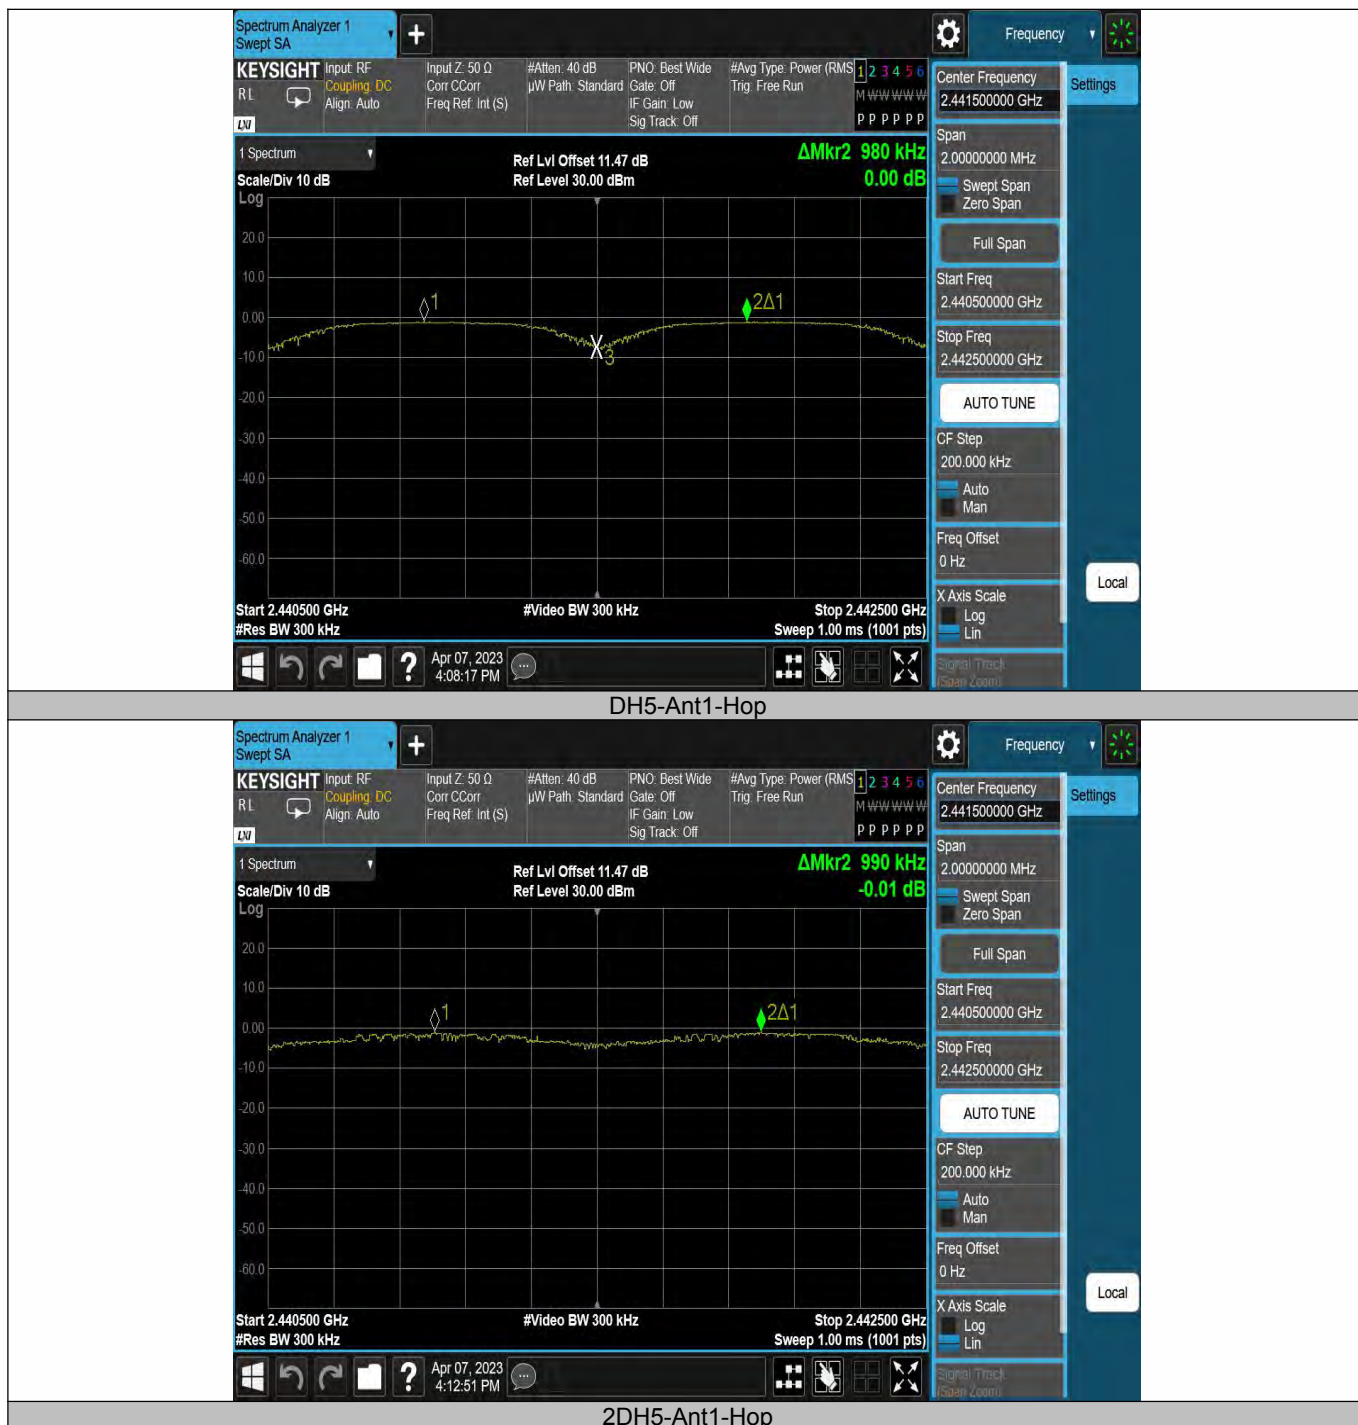 Spectrum Analyzer 1
Swept SA
Frequency
KEYSIGHT
RL
LXI
Input: RF
Coupling: DC
Align: Auto
Input Z: 50 Ω
Corr CCorr
Freq Ref: Int (S)
#Atten: 40 dB
µW Path: Standard
PNO: Best Wide
Gate: Off
IF Gain: Low
Sig Track: Off
#Avg Type: Power (RMS
Trig: Free Run
1 2 3 4 5 6
M W W W W W
P P P P P P
Center Frequency
2.441500000 GHz
Settings
1 Spectrum
Scale/Div 10 dB
Ref Lvl Offset 11.47 dB
Ref Level 30.00 dBm
ΔMkr2 980 kHz
0.00 dB
Span
2.00000000 MHz
Swept Span
Zero Span
Full Span
Start Freq
2.440500000 GHz
Stop Freq
2.442500000 GHz
AUTO TUNE
CF Step
200.000 kHz
Auto
Man
Freq Offset
0 Hz
X Axis Scale
Log
Lin
Signal Track
(Span Zoom)
Local
Log
20.0
10.0
0.00
-10.0
-20.0
-30.0
-40.0
-50.0
-60.0
1
2Δ1
X3
Start 2.440500 GHz
#Res BW 300 kHz
#Video BW 300 kHz
Stop 2.442500 GHz
Sweep 1.00 ms (1001 pts)
?
Apr 07, 2023
4:08:17 PM
DH5-Ant1-Hop
Spectrum Analyzer 1
Swept SA
Frequency
KEYSIGHT
RL
LXI
Input: RF
Coupling: DC
Align: Auto
Input Z: 50 Ω
Corr CCorr
Freq Ref: Int (S)
#Atten: 40 dB
µW Path: Standard
PNO: Best Wide
Gate: Off
IF Gain: Low
Sig Track: Off
#Avg Type: Power (RMS
Trig: Free Run
1 2 3 4 5 6
M W W W W W
P P P P P P
Center Frequency
2.441500000 GHz
Settings
1 Spectrum
Scale/Div 10 dB
Ref Lvl Offset 11.47 dB
Ref Level 30.00 dBm
ΔMkr2 990 kHz
-0.01 dB
Span
2.00000000 MHz
Swept Span
Zero Span
Full Span
Start Freq
2.440500000 GHz
Stop Freq
2.442500000 GHz
AUTO TUNE
CF Step
200.000 kHz
Auto
Man
Freq Offset
0 Hz
X Axis Scale
Log
Lin
Signal Track
(Span Zoom)
Local
Log
20.0
10.0
0.00
-10.0
-20.0
-30.0
-40.0
-50.0
-60.0
1
2Δ1
Start 2.440500 GHz
#Res BW 300 kHz
#Video BW 300 kHz
Stop 2.442500 GHz
Sweep 1.00 ms (1001 pts)
?
Apr 07, 2023
4:12:51 PM
2DH5-Ant1-Hop